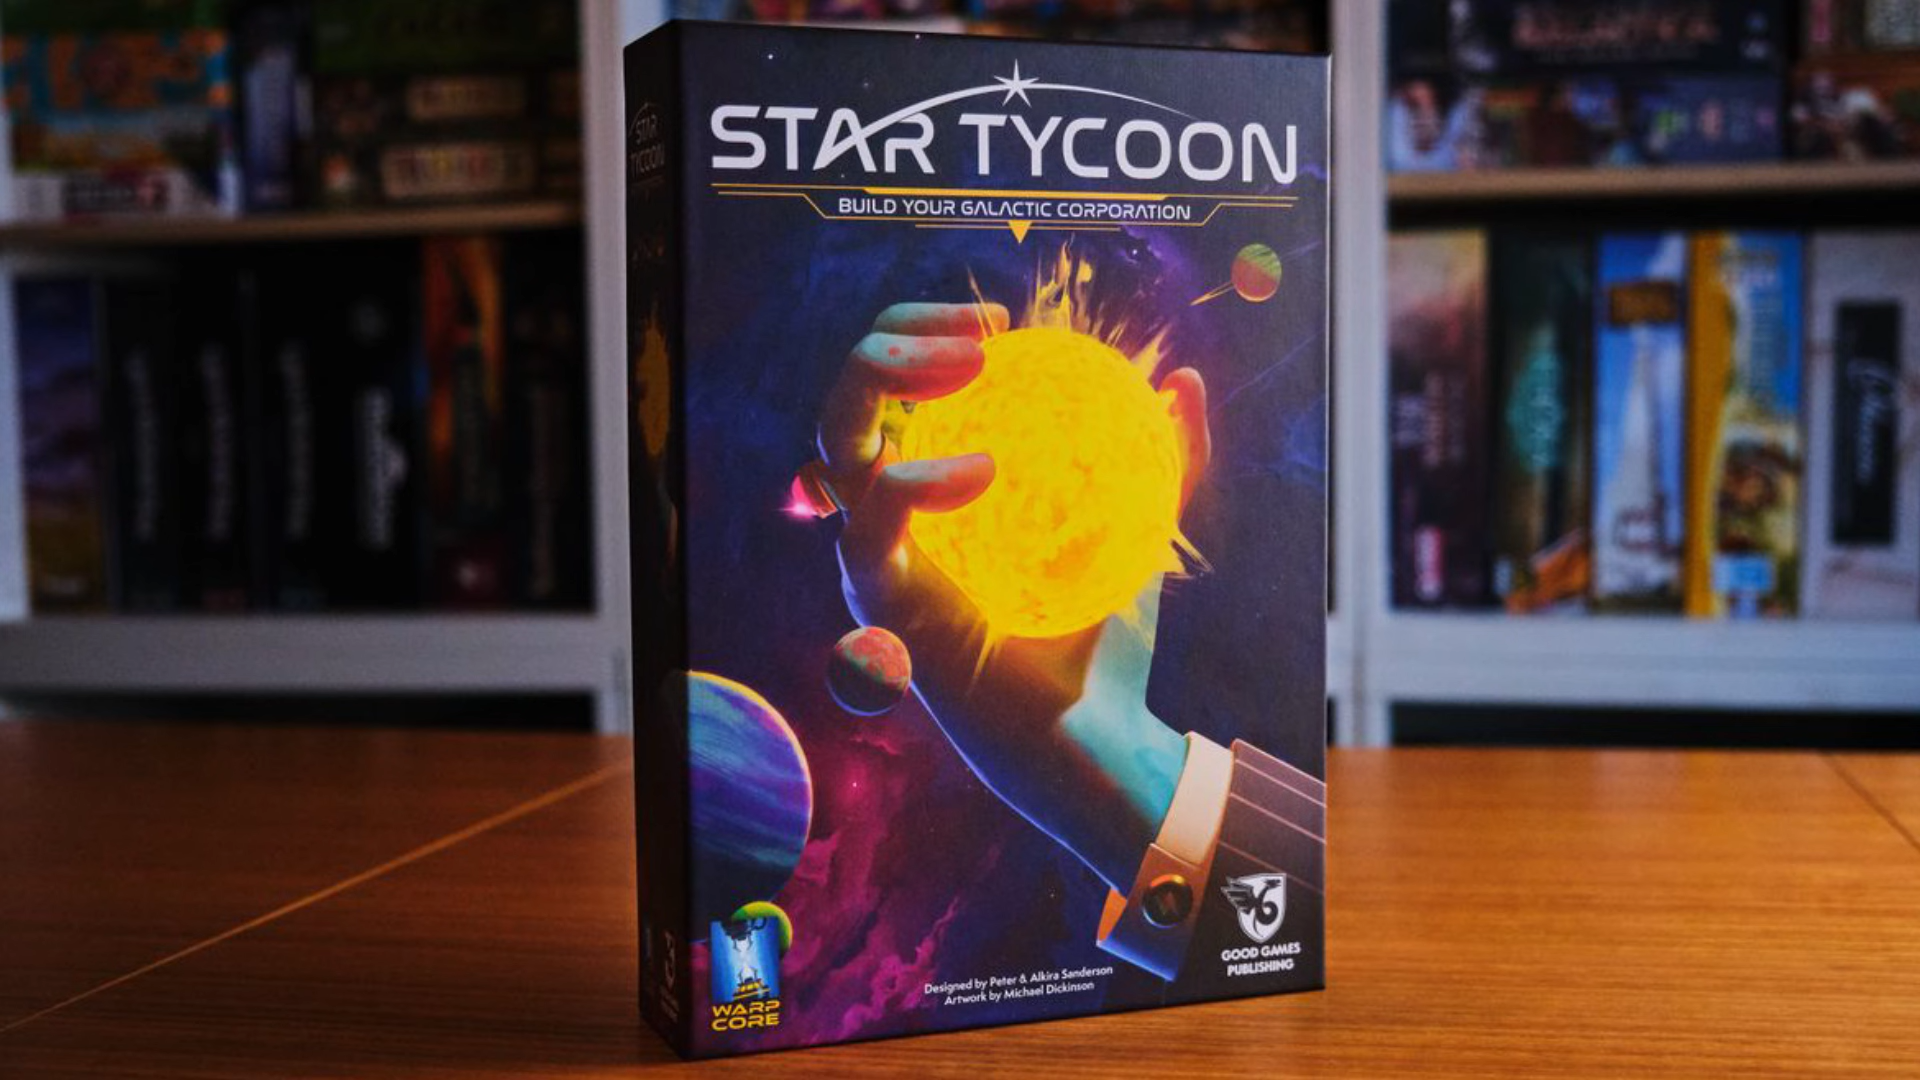 STAR TYCOON
BUILD YOUR GALACTIC CORPORATION
STAR
TYCOON
Designed by Peter & Alkira Sanderson
Artwork by Michael Dickinson
WARP
CORE
GOOD GAMES
PUBLISHING